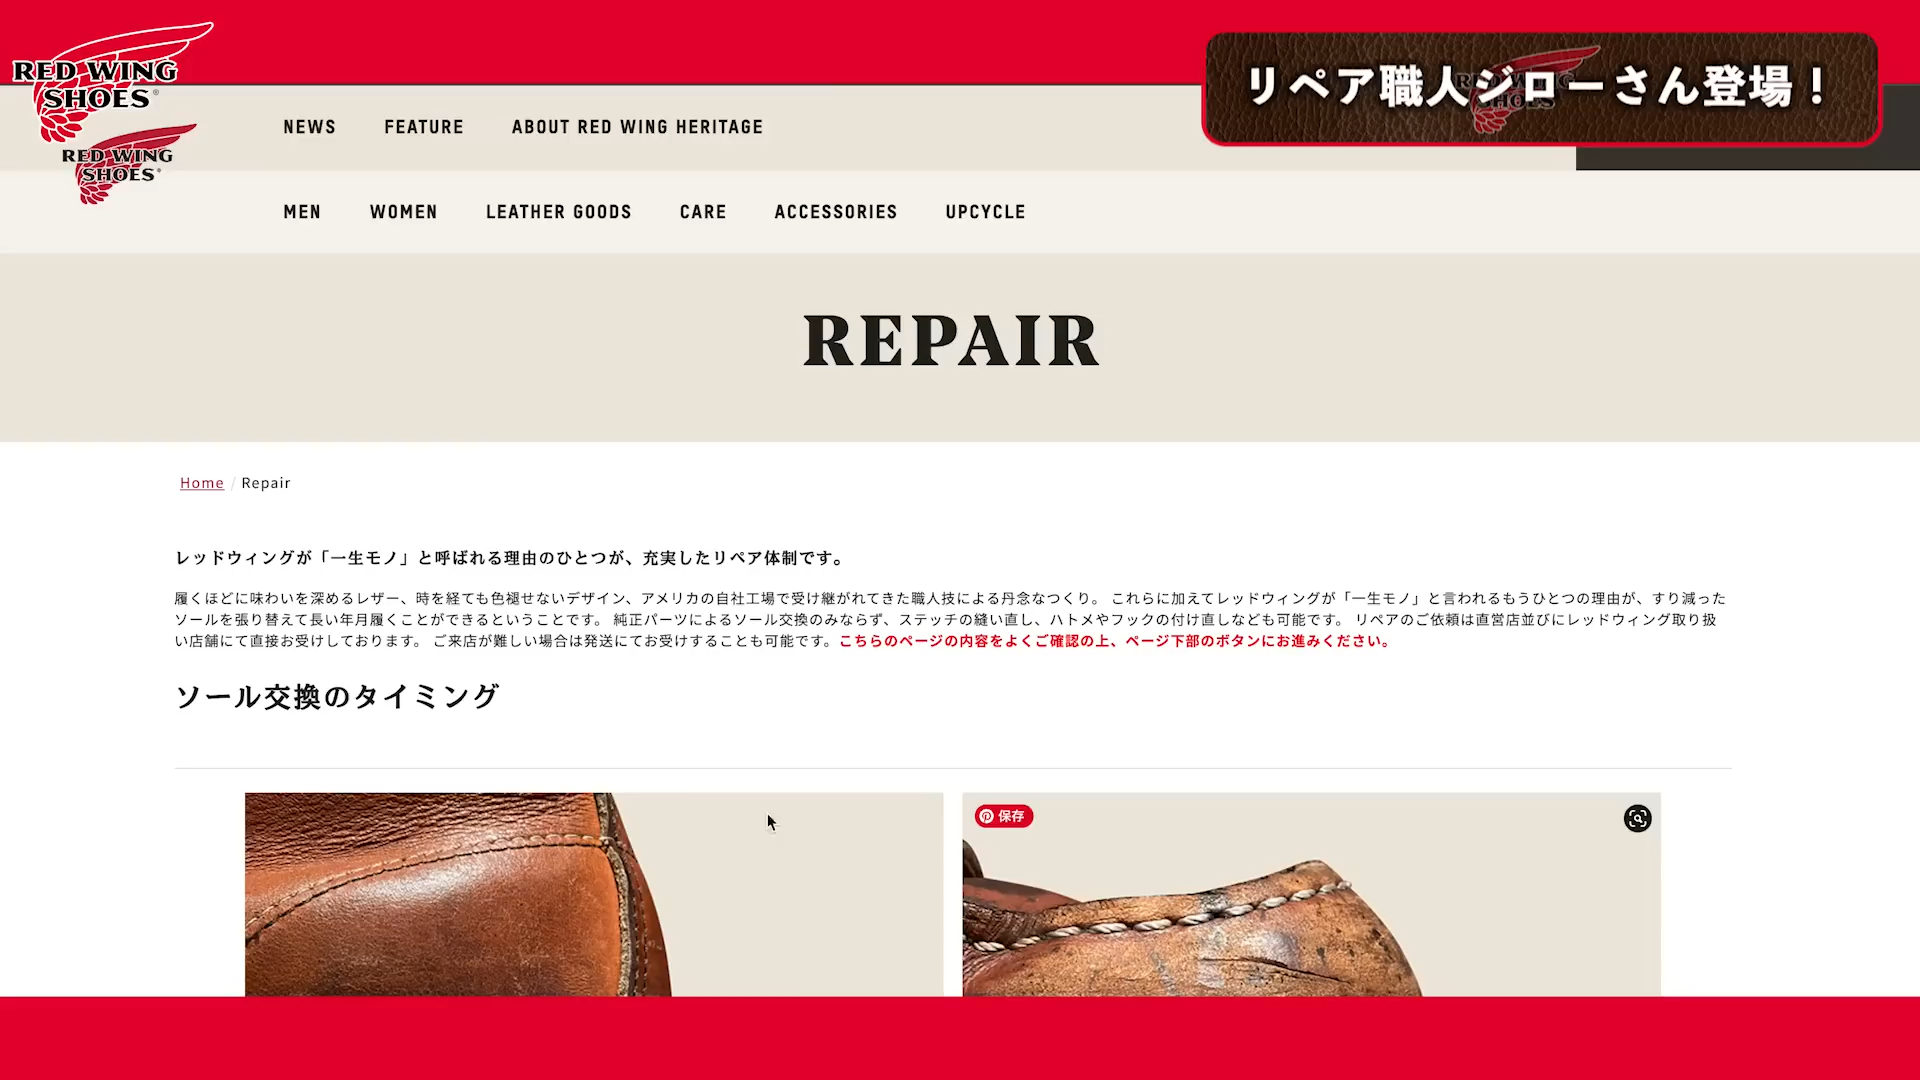 RED WING
SHOES®
リペア職人ジローさん登場！
RED WING
SHOES®
NEWS
FEATURE
ABOUT RED WING HERITAGE
MEN
WOMEN
LEATHER GOODS
CARE
ACCESSORIES
UPCYCLE
REPAIR
Home / Repair
レッドウィングが「一生モノ」と呼ばれる理由のひとつが、充実したリペア体制です。
履くほどに味わいを深めるレザー、時を経ても色褪せないデザイン、アメリカの自社工場で受け継がれてきた職人技による丹念なつくり。 これらに加えてレッドウィングが「一生モノ」と言われるもうひとつの理由が、すり減った
ソールを張り替えて長い年月履くことができるということです。 純正パーツによるソール交換のみならず、ステッチの縫い直し、ハトメやフックの付け直しなども可能です。 リペアのご依頼は直営店並びにレッドウィング取り扱
い店舗にて直接お受けしております。 ご来店が難しい場合は発送にてお受けすることも可能です。こちらのページの内容をよくご確認の上、ページ下部のボタンにお進みください。
ソール交換のタイミング
保存